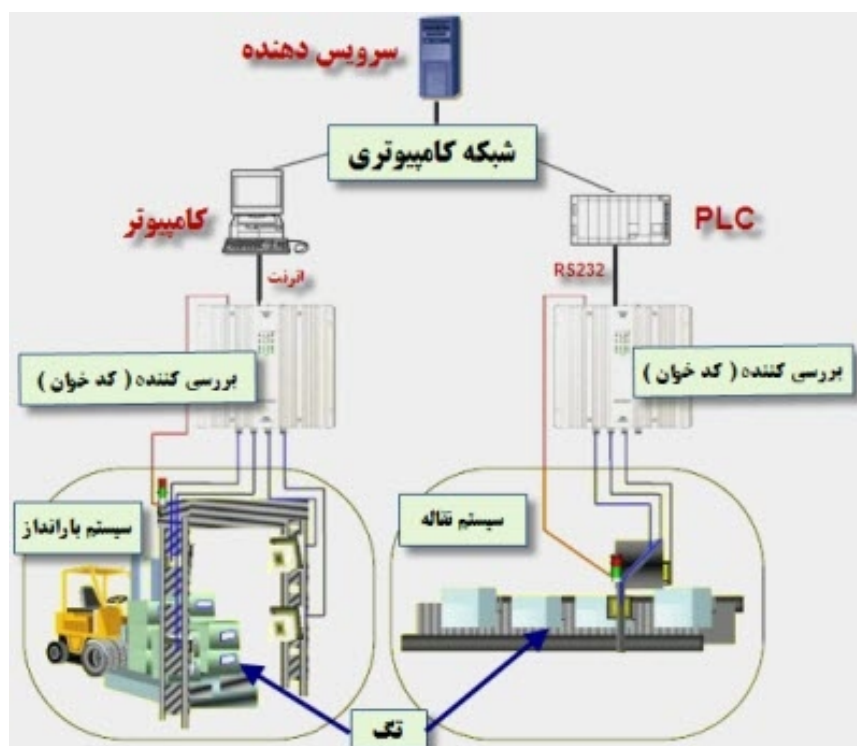 سرویس دهنده
شبکه کامپیوتری
کامپیوتر
PLC
اترنت
RS232
بررسی کننده ( کد خوان )
بررسی کننده ( کد خوان )
سیستم بارانداز
سیستم نقاله
تگ